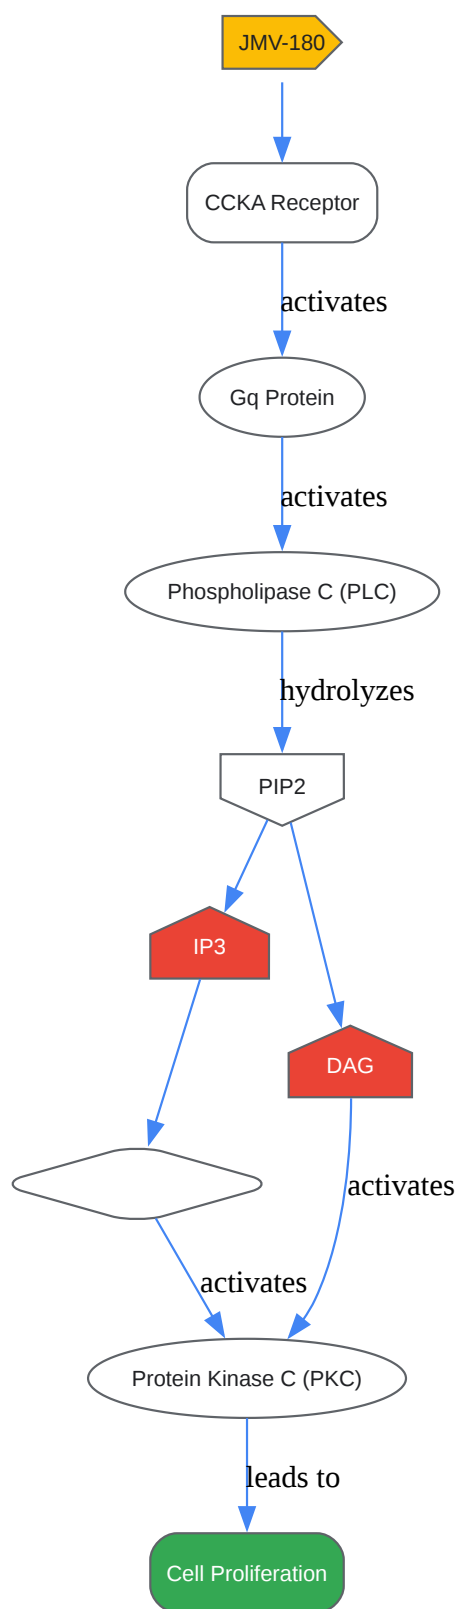 JMV-180
CCKA Receptor
activates
Gq Protein
activates
Phospholipase C (PLC)
hydrolyzes
PIP2
IP3
DAG
activates
activates
Protein Kinase C (PKC)
leads to
Cell Proliferation